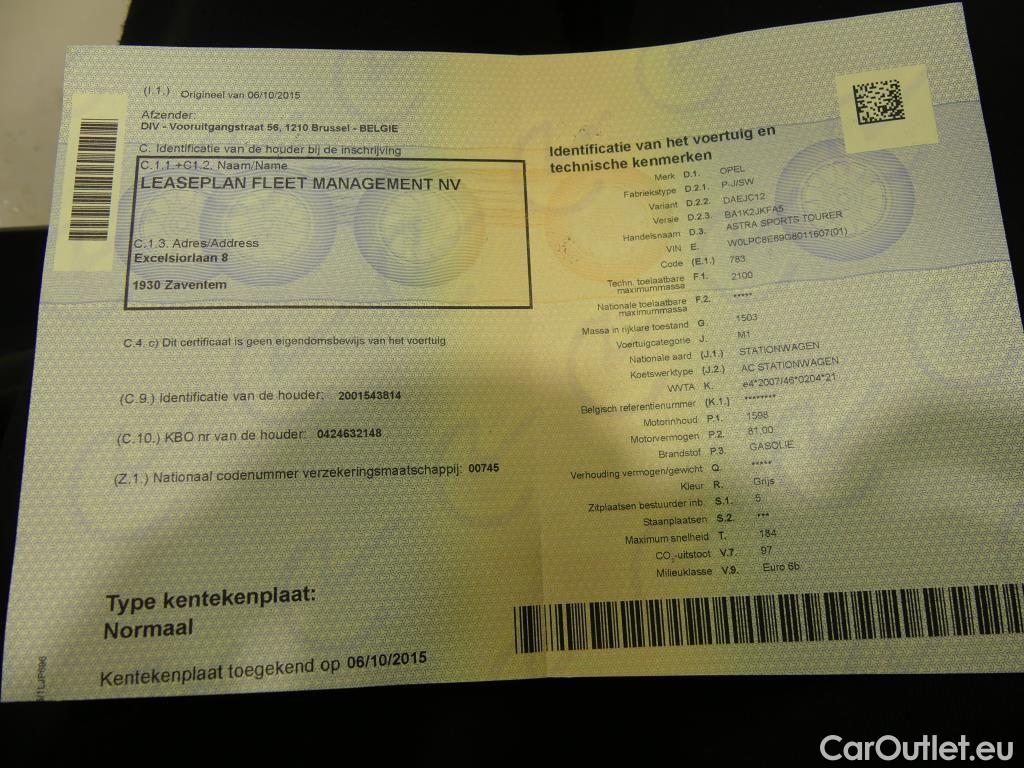 (I.1.) Origineel van 06/10/2015
Afzender:
DIV - Vooruitgangstraat 56, 1210 Brussel - BELGIE
C. Identificatie van de houder bij de inschrijving
C.1.1.+C1.2. Naam/Name
LEASEPLAN FLEET MANAGEMENT NV
C.1.3. Adres/Address
Excelsiorlaan 8
1930 Zaventem
C.4. c) Dit certificaat is geen eigendomsbewijs van het voertuig
(C.9.) Identificatie van de houder: 2001543814
(C.10.) KBO nr van de houder: 0424632148
(Z.1.) Nationaal codenummer verzekeringsmaatschappij: 00745
Type kentekenplaat:
Normaal
Kentekenplaat toegekend op 06/10/2015
Identificatie van het voertuig en
technische kenmerken
Merk D.1. OPEL
Fabriekstype D.2.1. P-J/SW
Variant D.2.2. DAEJC12
Versie D.2.3. BA1K2JKFA5
Handelsnaam D.3. ASTRA SPORTS TOURER
VIN E. W0LPC8E69G8011607(01)
Code (E.1.) 783
Techn. toelaatbare
maximummassa F.1. 2100
Nationale toelaatbare
maximummassa F.2. *****
Massa in rijklare toestand G. 1503
Voertuigcategorie J. M1
Nationale aard (J.1.) STATIONWAGEN
Koetswerktype (J.2.) AC STATIONWAGEN
WVTA K. e4*2007/46*0204*21
Belgisch referentienummer (K.1.) ********
Motorinhoud P.1. 1598
Motorvermogen P.2. 81,00
Brandstof P.3. GASOLIE
Verhouding vermogen/gewicht Q. *****
Kleur R. Grijs
Zitplaatsen bestuurder inb. S.1. 5
Staanplaatsen S.2. ***
Maximum snelheid T. 184
CO2-uitstoot V.7. 97
Milieuklasse V.9. Euro 6b
CarOutlet.eu